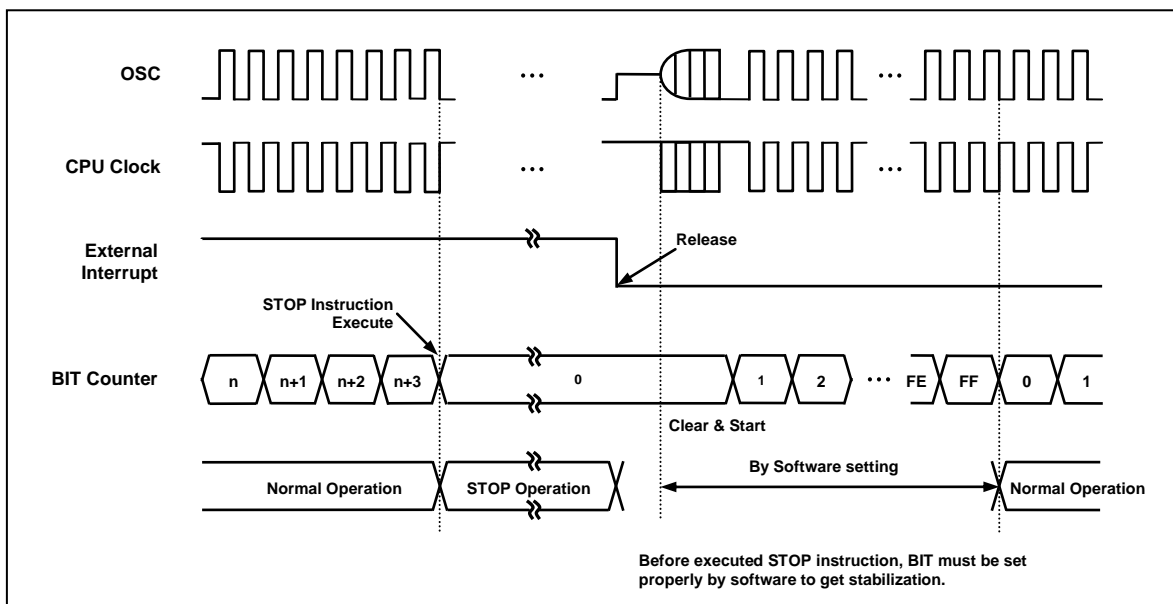 OSC
...
...
CPU Clock
...
...
External
Interrupt
Release
STOP Instruction
Execute
BIT Counter
n
n+1
n+2
n+3
0
1
2
...
FE
FF
0
1
Clear & Start
Normal Operation
STOP Operation
By Software setting
Normal Operation
Before executed STOP instruction, BIT must be set
properly by software to get stabilization.